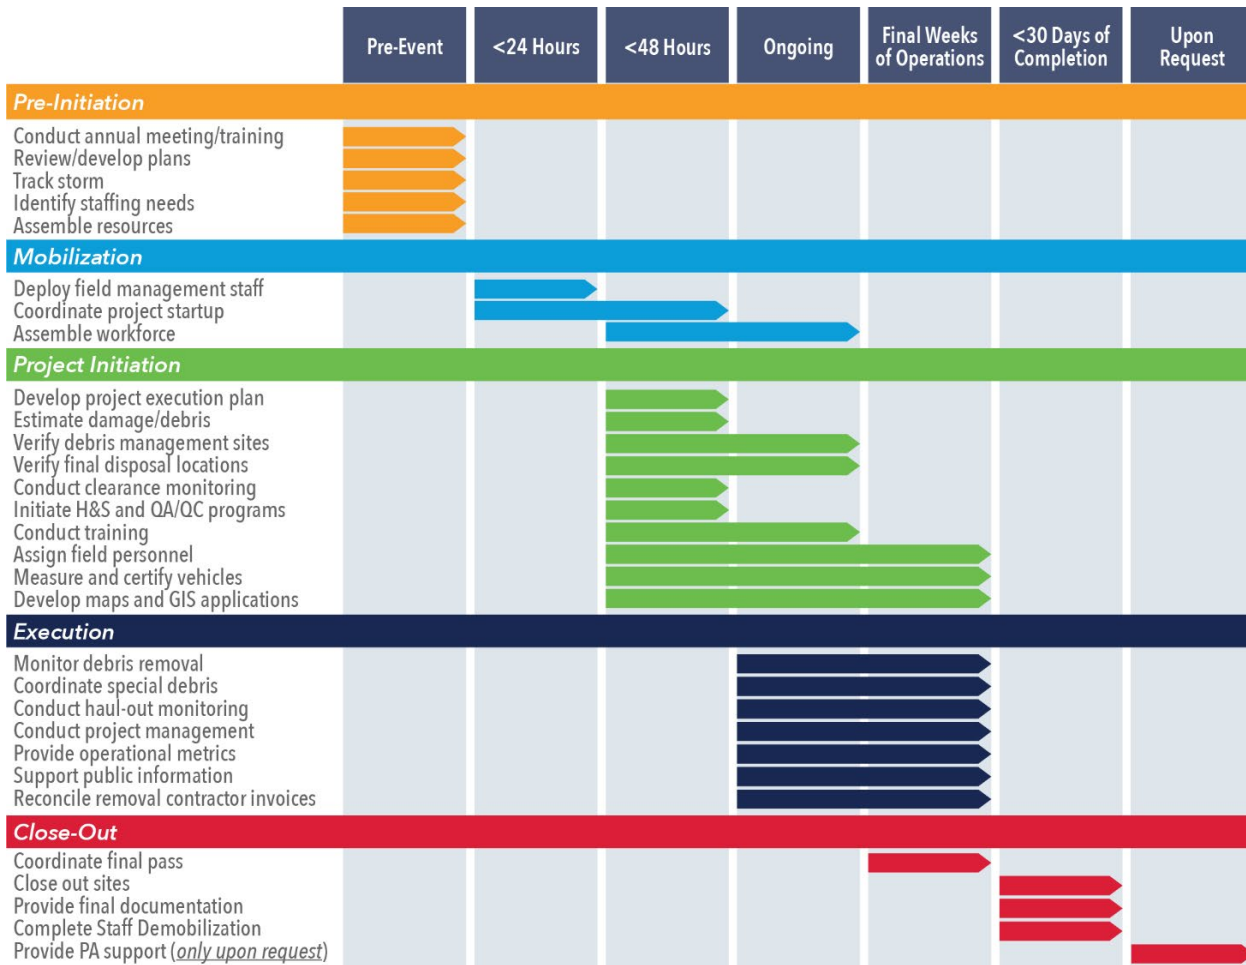 Pre-Event
<24 Hours
<48 Hours
Ongoing
Final Weeks
of Operations
<30 Days of
Completion
Upon
Request
Pre-Initiation
Conduct annual meeting/training
Review/develop plans
Track storm
Identify staffing needs
Assemble resources
Mobilization
Deploy field management staff
Coordinate project startup
Assemble workforce
Project Initiation
Develop project execution plan
Estimate damage/debris
Verify debris management sites
Verify final disposal locations
Conduct clearance monitoring
Initiate H&S and QA/QC programs
Conduct training
Assign field personnel
Measure and certify vehicles
Develop maps and GIS applications
Execution
Monitor debris removal
Coordinate special debris
Conduct haul-out monitoring
Conduct project management
Provide operational metrics
Support public information
Reconcile removal contractor invoices
Close-Out
Coordinate final pass
Close out sites
Provide final documentation
Complete Staff Demobilization
Provide PA support (only upon request)